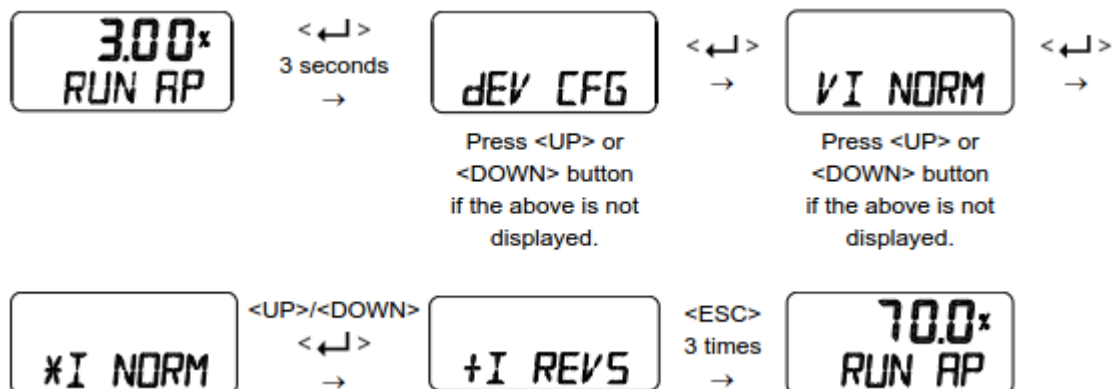 3.00%
RUN AP
< ↵ >
3 seconds
→
dEV CFG
Press <UP> or
<DOWN> button
if the above is not
displayed.
< ↵ >
→
VI NORM
Press <UP> or
<DOWN> button
if the above is not
displayed.
< ↵ >
→
*I NORM
<UP>/<DOWN>
< ↵ >
→
+I REVS
<ESC>
3 times
→
70.0%
RUN AP